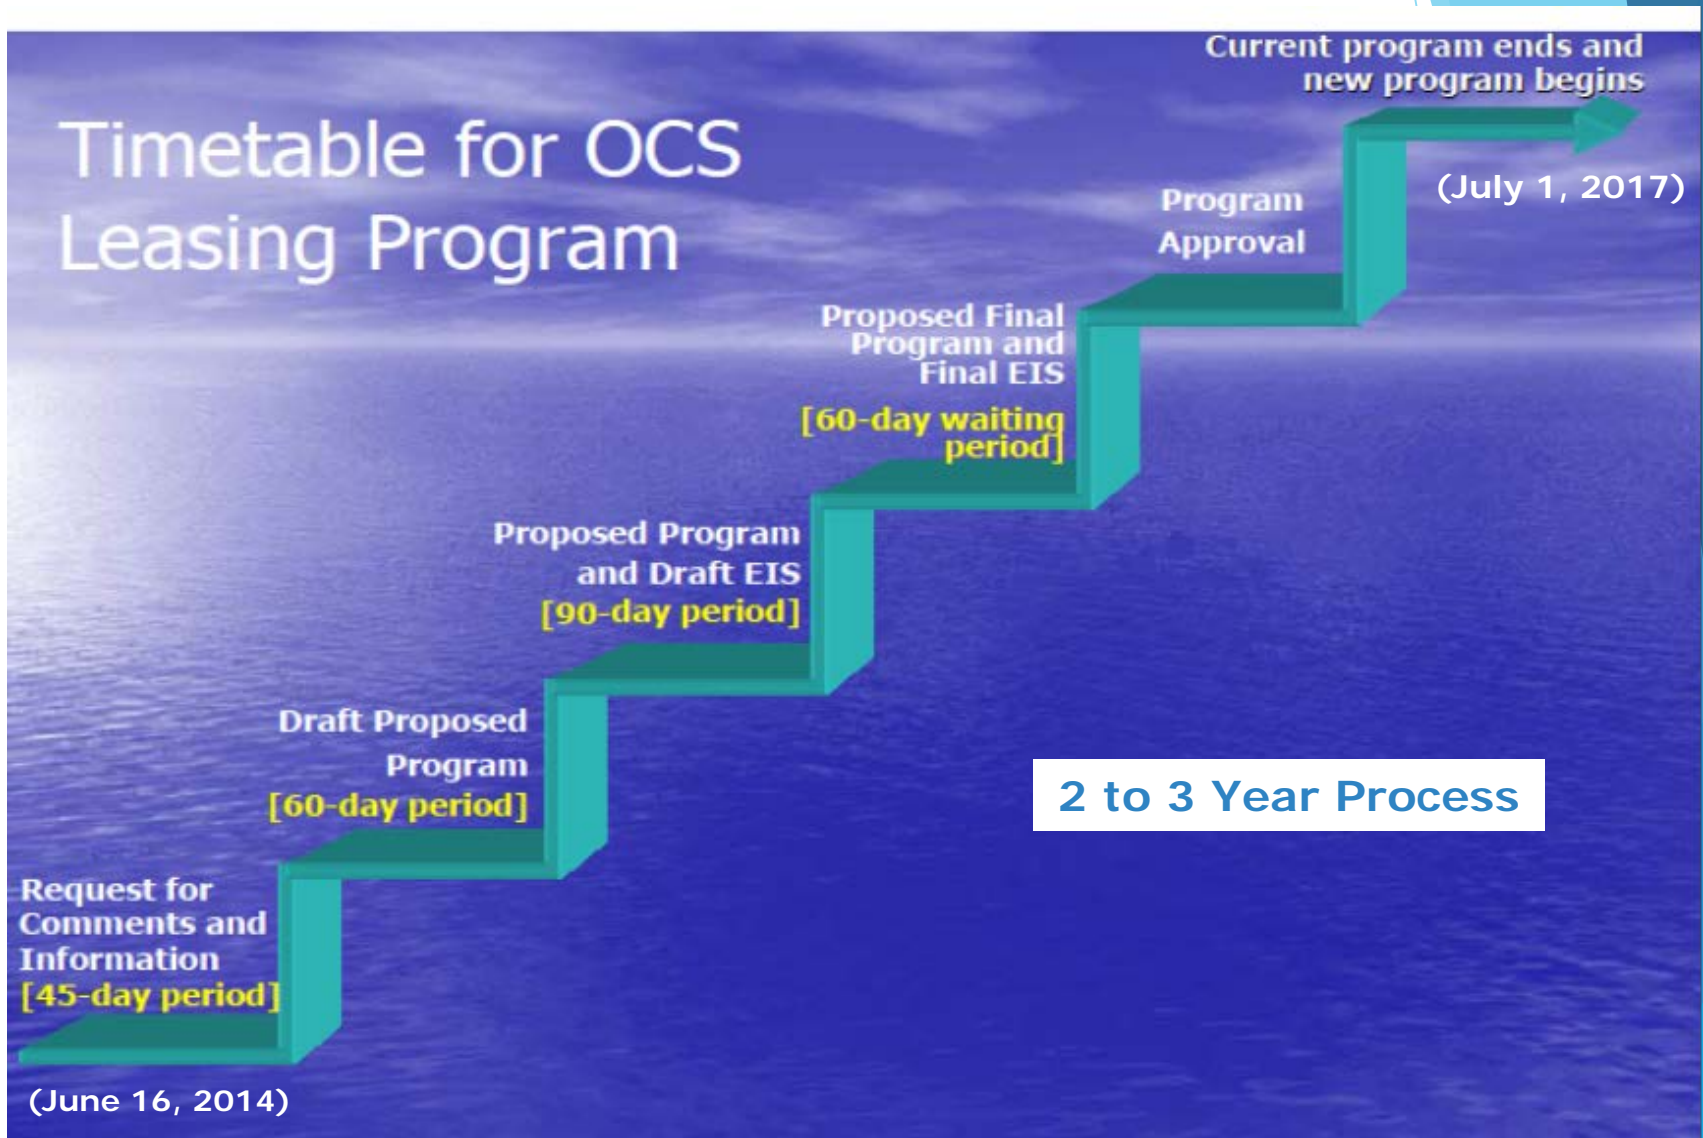 Timetable for OCS
Leasing Program
Current program ends and
new program begins
(July 1, 2017)
Program
Approval
Proposed Final
Program and
Final EIS
[60-day waiting
period]
Proposed Program
and Draft EIS
[90-day period]
Draft Proposed
Program
[60-day period]
2 to 3 Year Process
Request for
Comments and
Information
[45-day period]
(June 16, 2014)